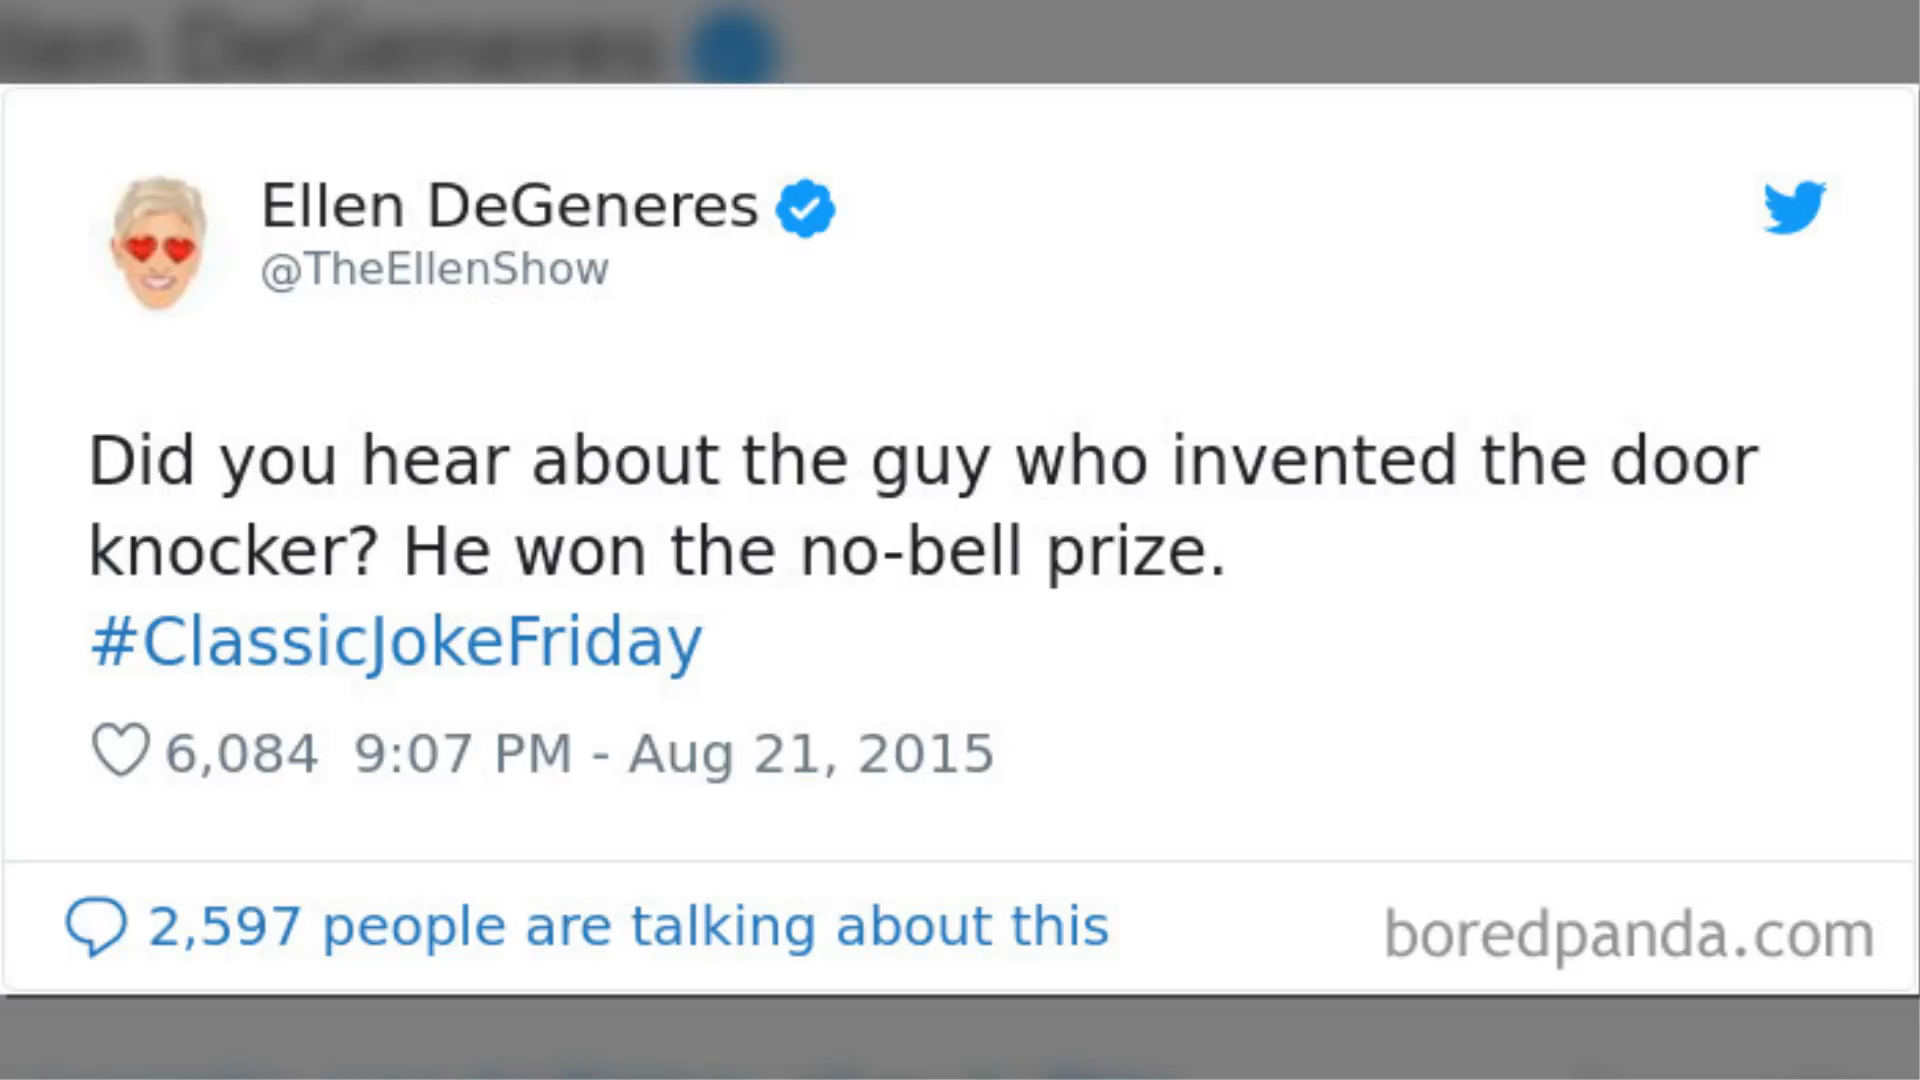 Ellen DeGeneres
@TheEllenShow
Did you hear about the guy who invented the door
knocker? He won the no-bell prize.
#ClassicJokeFriday
6,084 9:07 PM - Aug 21, 2015
2,597 people are talking about this
boredpanda.com